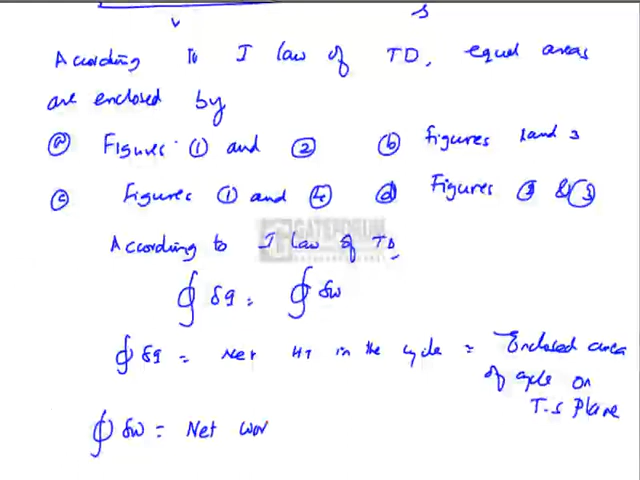 v s
According to I law of TD, equal areas
are enclosed by
(a) Figures (1) and (2) (b) figures 1 and 3
(c) Figures (1) and (4) (d) Figures (2) & (3)
According to I law of TD,
∮ δq = ∮ δw
∮ δq = Net HT in the cycle = Enclosed area
of cycle on
T-s plane
∮ δw = Net wor